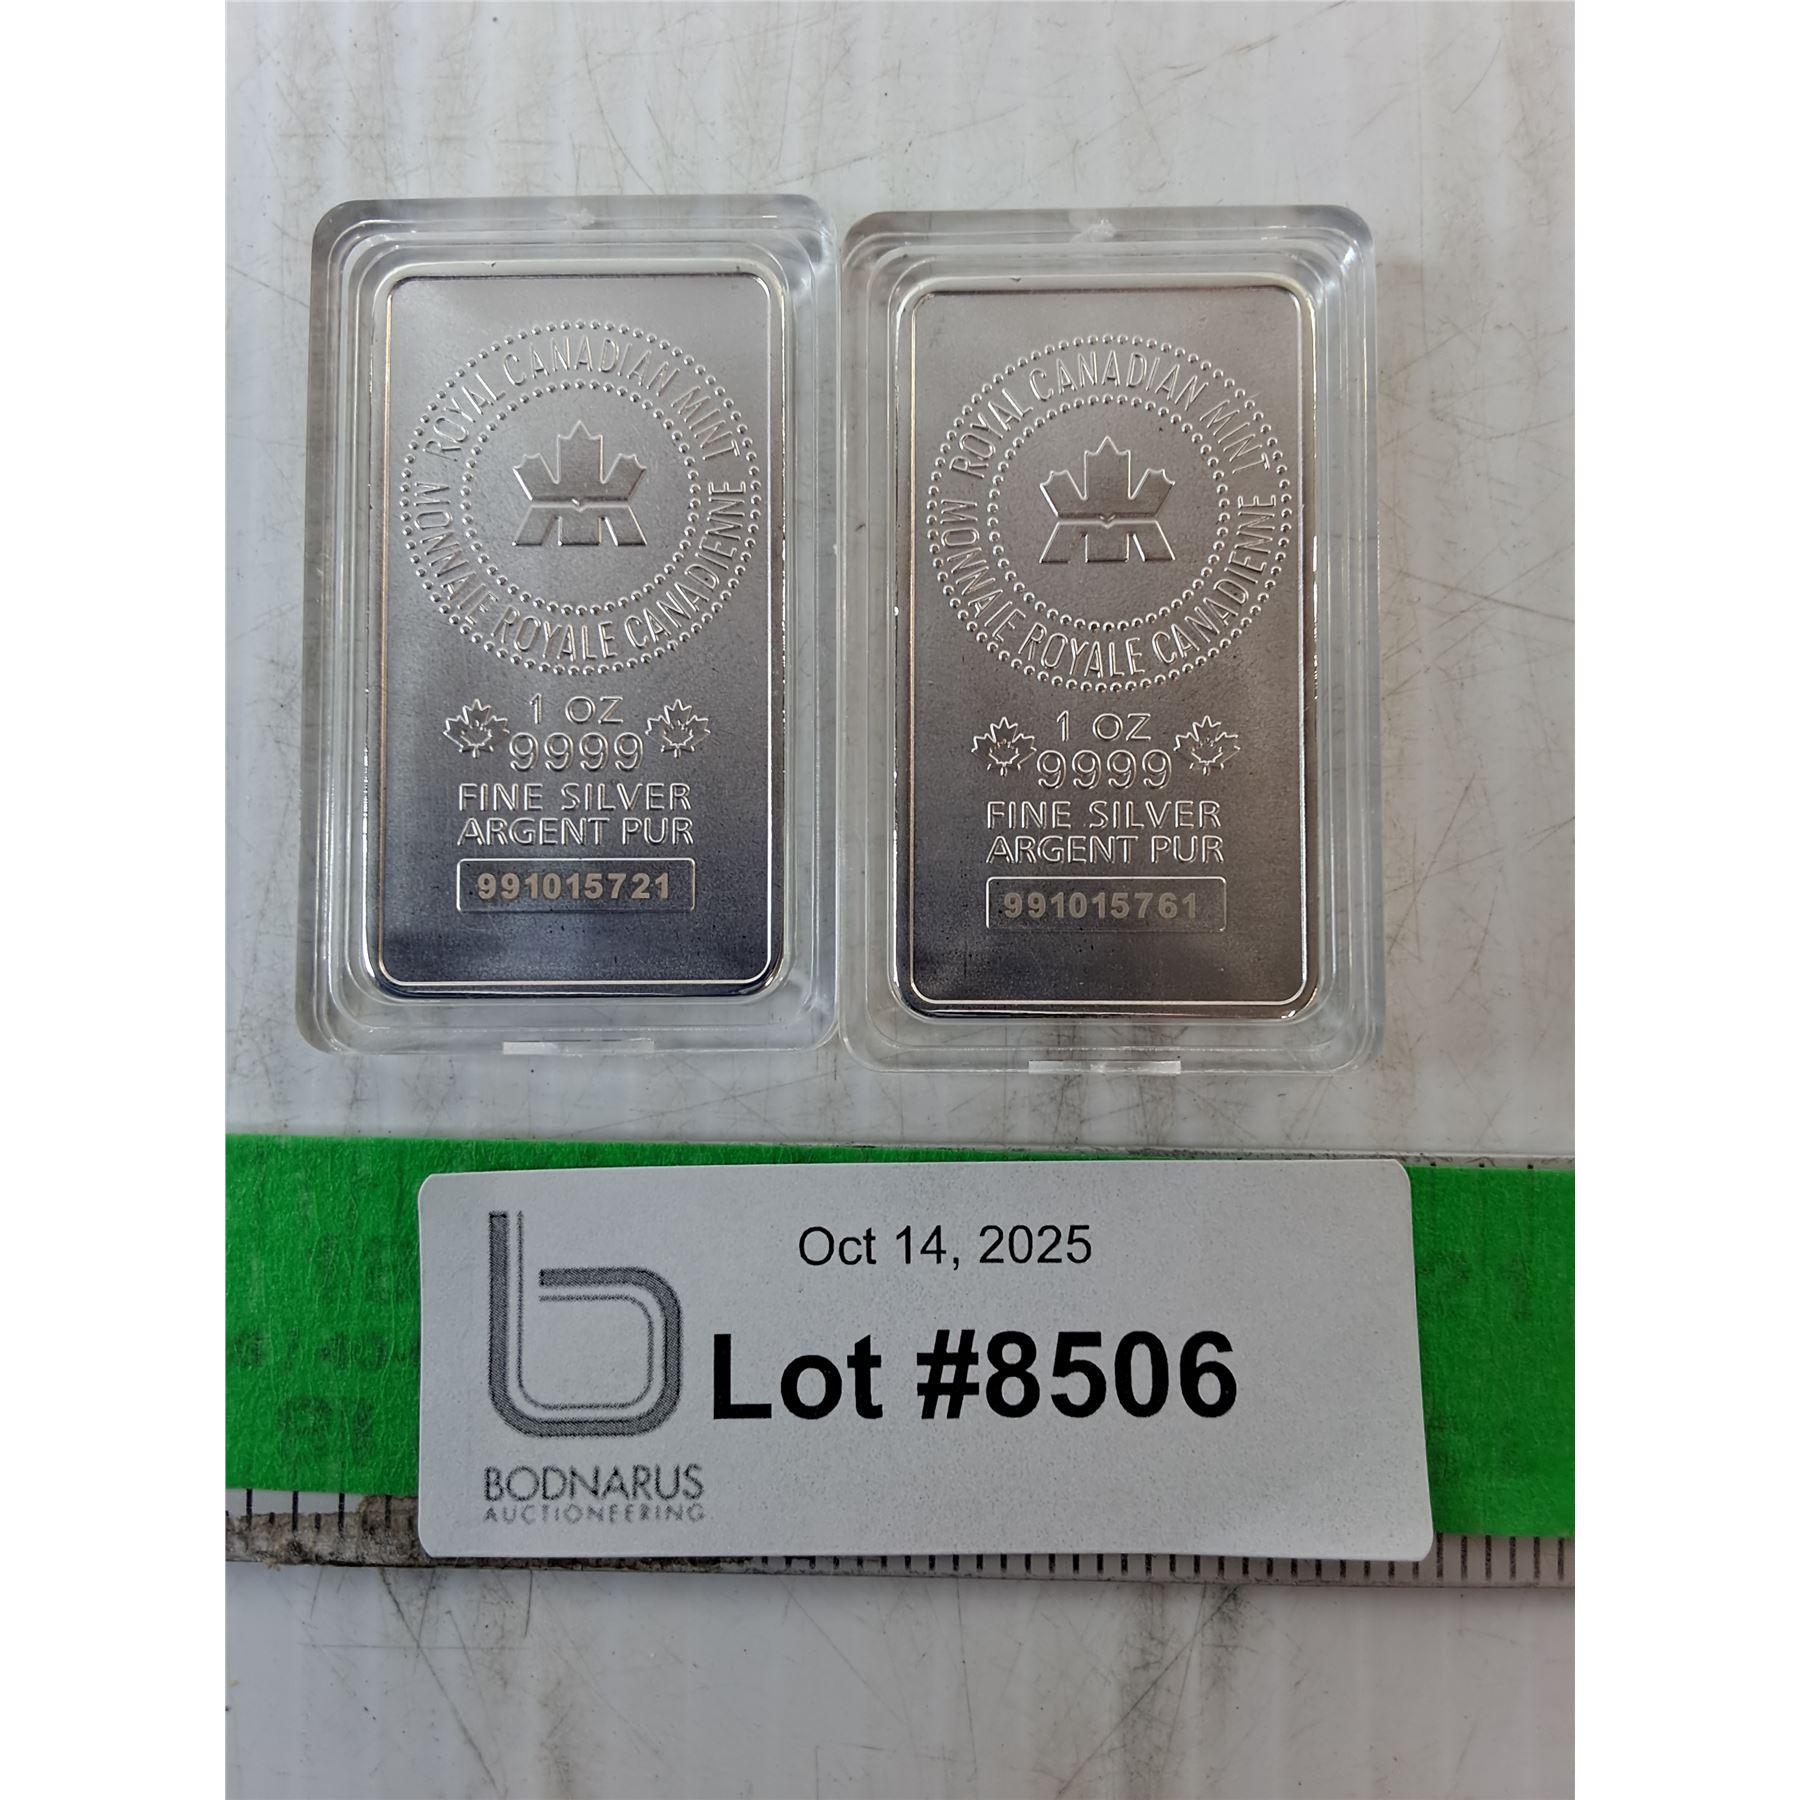 ROYAL CANADIAN MINT
MONNAIE ROYALE CANADIENNE
1 OZ
9999
FINE SILVER
ARGENT PUR
991015721
ROYAL CANADIAN MINT
MONNAIE ROYALE CANADIENNE
1 OZ
9999
FINE SILVER
ARGENT PUR
991015761
Oct 14, 2025
Lot #8506
BODNARUS
AUCTIONEERING